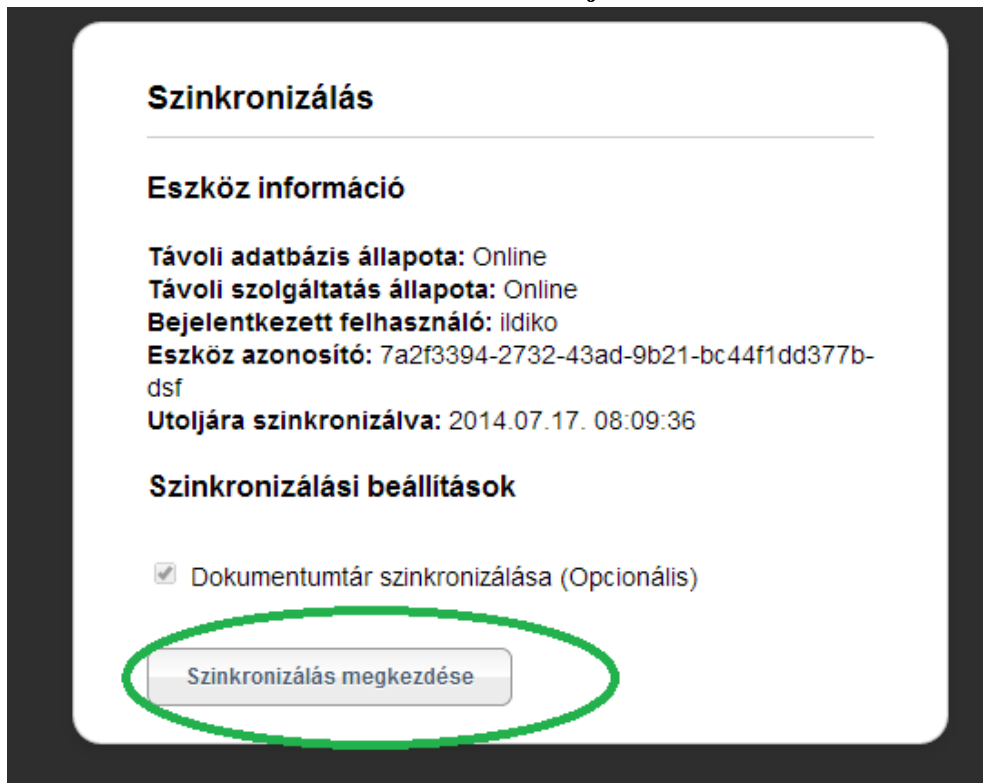 Szinkronizálás
Eszköz információ
Távoli adatbázis állapota: Online
Távoli szolgáltatás állapota: Online
Bejelentkezett felhasználó: ildiko
Eszköz azonosító: 7a2f3394-2732-43ad-9b21-bc44f1dd377b-
dsf
Utoljára szinkronizálva: 2014.07.17. 08:09:36
Szinkronizálási beállítások
Dokumentumtár szinkronizálása (Opcionális)
Szinkronizálás megkezdése